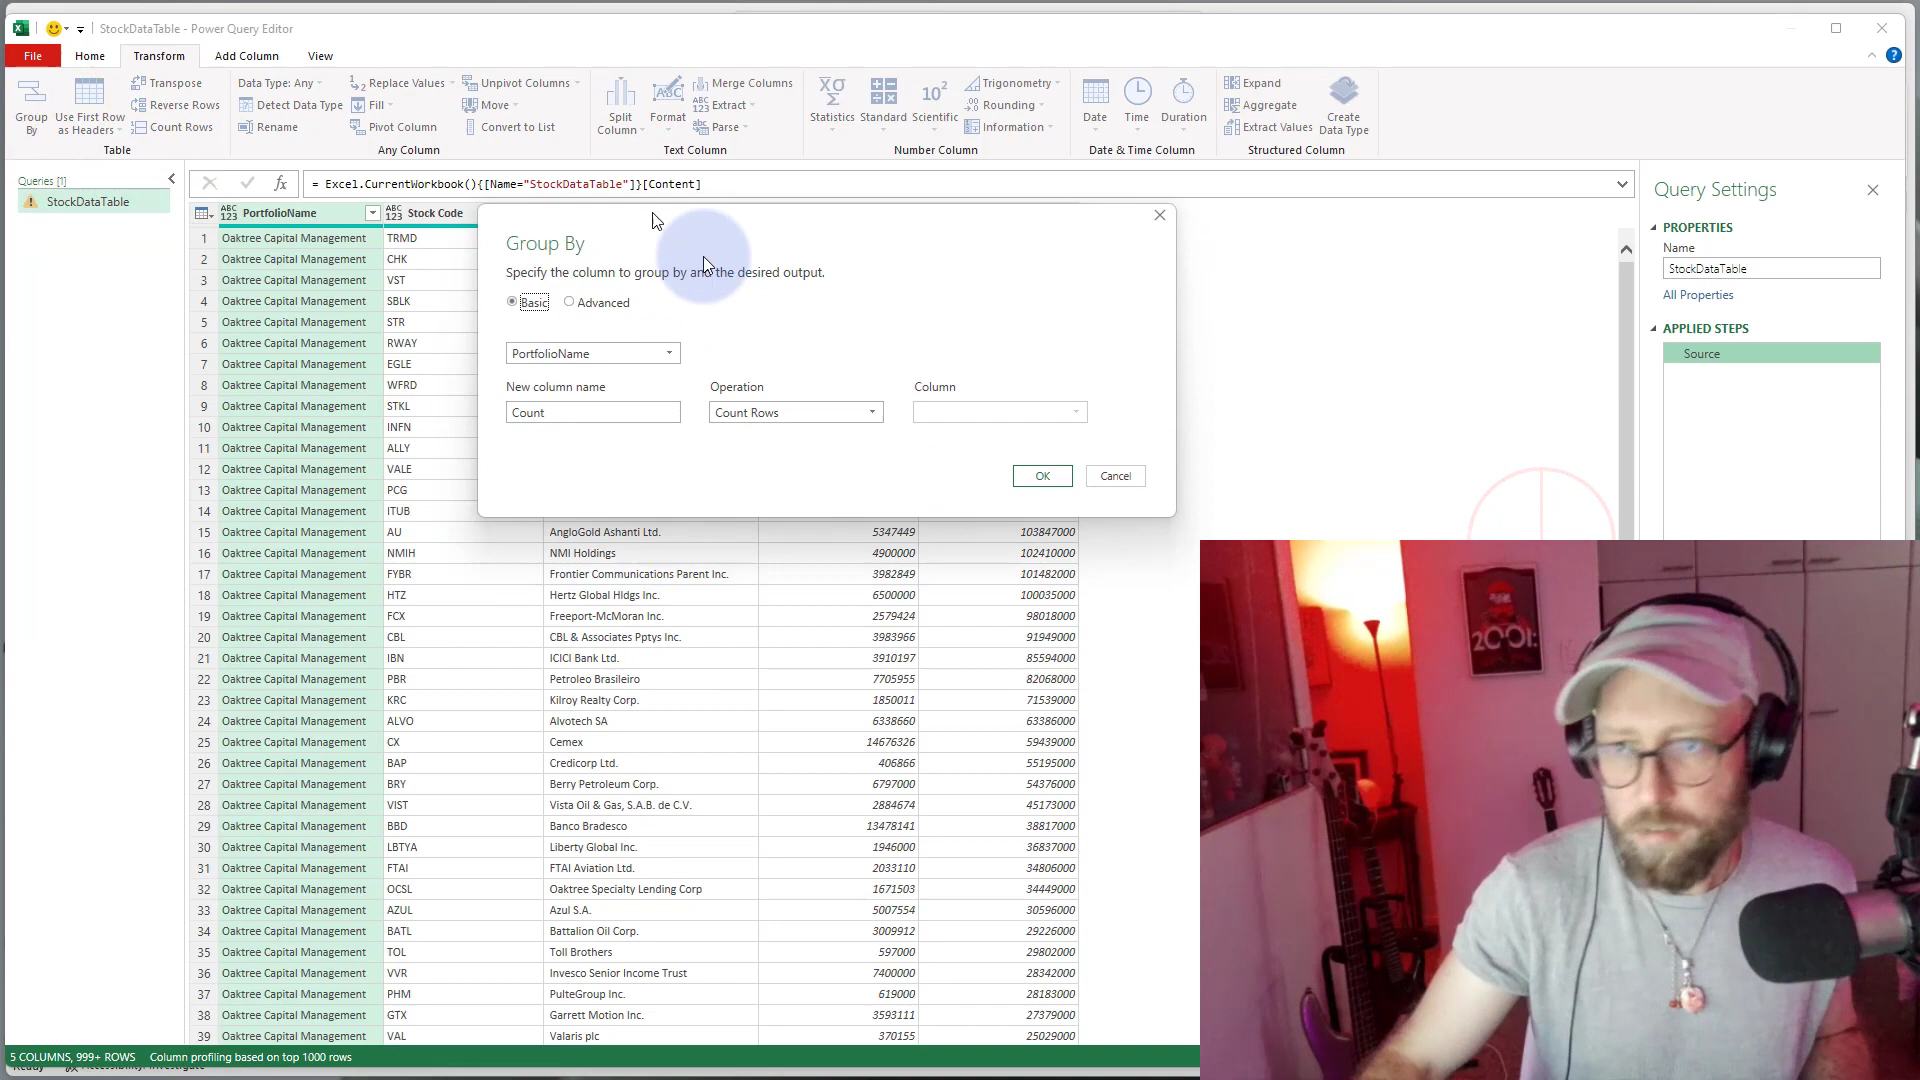 StockDataTable - Power Query Editor
File Home Transform Add Column View
Group By
Use First Row as Headers
Transpose
Reverse Rows
Count Rows
Table
Data Type: Any
Detect Data Type
Rename
Replace Values
Fill
Pivot Column
Unpivot Columns
Move
Convert to List
Any Column
Split Column
Format
Merge Columns
Extract
Parse
Text Column
Statistics
Standard
Scientific
Trigonometry
Rounding
Information
Number Column
Date
Time
Duration
Date & Time Column
Expand
Aggregate
Extract Values
Create Data Type
Structured Column
Queries [1]
StockDataTable
= Excel.CurrentWorkbook(){[Name="StockDataTable"]}[Content]
PortfolioName Stock Code
1 Oaktree Capital Management TRMD
2 Oaktree Capital Management CHK
3 Oaktree Capital Management VST
4 Oaktree Capital Management SBLK
5 Oaktree Capital Management STR
6 Oaktree Capital Management RWAY
7 Oaktree Capital Management EGLE
8 Oaktree Capital Management WFRD
9 Oaktree Capital Management STKL
10 Oaktree Capital Management INFN
11 Oaktree Capital Management ALLY
12 Oaktree Capital Management VALE
13 Oaktree Capital Management PCG
14 Oaktree Capital Management ITUB
15 Oaktree Capital Management AU AngloGold Ashanti Ltd. 5347449 103847000
16 Oaktree Capital Management NMIH NMI Holdings 4900000 102410000
17 Oaktree Capital Management FYBR Frontier Communications Parent Inc. 3982849 101482000
18 Oaktree Capital Management HTZ Hertz Global Hldgs Inc. 6500000 100035000
19 Oaktree Capital Management FCX Freeport-McMoran Inc. 2579424 98018000
20 Oaktree Capital Management CBL CBL & Associates Pptys Inc. 3983966 91949000
21 Oaktree Capital Management IBN ICICI Bank Ltd. 3910197 85594000
22 Oaktree Capital Management PBR Petroleo Brasileiro 7705955 82068000
23 Oaktree Capital Management KRC Kilroy Realty Corp. 1850011 71539000
24 Oaktree Capital Management ALVO Alvotech SA 6338660 63386000
25 Oaktree Capital Management CX Cemex 14676326 59439000
26 Oaktree Capital Management BAP Credicorp Ltd. 406866 55195000
27 Oaktree Capital Management BRY Berry Petroleum Corp. 6797000 54376000
28 Oaktree Capital Management VIST Vista Oil & Gas, S.A.B. de C.V. 2884674 45173000
29 Oaktree Capital Management BBD Banco Bradesco 13478141 38817000
30 Oaktree Capital Management LBTYA Liberty Global Inc. 1946000 36837000
31 Oaktree Capital Management FTAI FTAI Aviation Ltd. 2033110 34806000
32 Oaktree Capital Management OCSL Oaktree Specialty Lending Corp 1671503 34449000
33 Oaktree Capital Management AZUL Azul S.A. 5007554 30596000
34 Oaktree Capital Management BATL Battalion Oil Corp. 3009912 29226000
35 Oaktree Capital Management TOL Toll Brothers 597000 29802000
36 Oaktree Capital Management VVR Invesco Senior Income Trust 7400000 28342000
37 Oaktree Capital Management PHM PulteGroup Inc. 619000 28183000
38 Oaktree Capital Management GTX Garrett Motion Inc. 3593111 27379000
39 Oaktree Capital Management VAL Valaris plc 370155 25029000
Group By
Specify the column to group by and the desired output.
Basic Advanced
PortfolioName
New column name Operation Column
Count Count Rows
OK Cancel
Query Settings
PROPERTIES
Name
StockDataTable
All Properties
APPLIED STEPS
Source
2001:
5 COLUMNS, 999+ ROWS Column profiling based on top 1000 rows